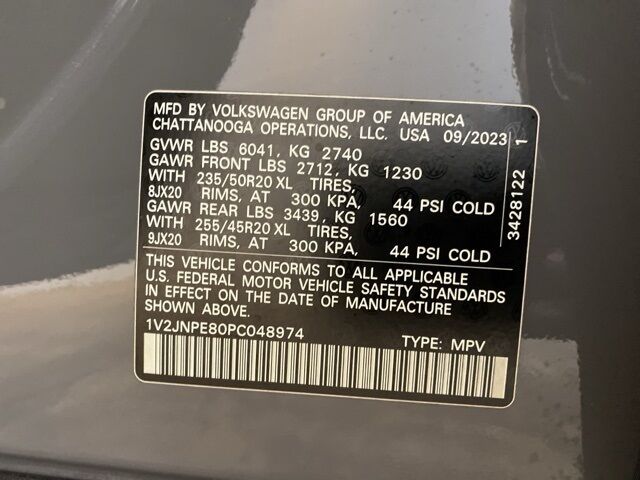 MFD BY VOLKSWAGEN GROUP OF AMERICA
CHATTANOOGA OPERATIONS, LLC. USA 09/2023
GVWR LBS 6041, KG 2740
GAWR FRONT LBS 2712, KG 1230
WITH 235/50R20 XL TIRES,
8JX20 RIMS, AT 300 KPA, 44 PSI COLD
GAWR REAR LBS 3439, KG 1560
WITH 255/45R20 XL TIRES,
9JX20 RIMS, AT 300 KPA, 44 PSI COLD
THIS VEHICLE CONFORMS TO ALL APPLICABLE
U.S. FEDERAL MOTOR VEHICLE SAFETY STANDARDS
IN EFFECT ON THE DATE OF MANUFACTURE
SHOWN ABOVE.
1V2JNPE80PC048974 TYPE: MPV
3428122 1